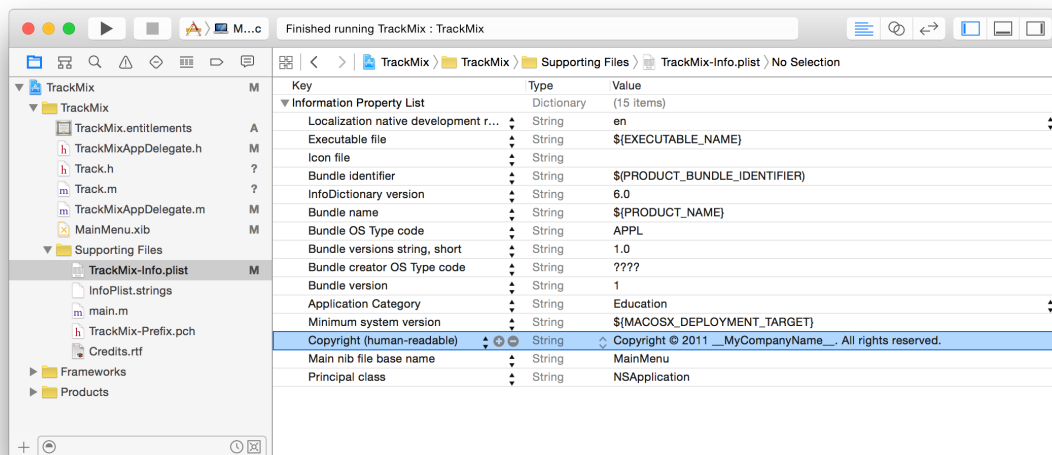 M...c
Finished running TrackMix : TrackMix
TrackMix TrackMix Supporting Files TrackMix-Info.plist No Selection
TrackMix M
TrackMix
TrackMix.entitlements A
TrackMixAppDelegate.h M
Track.h ?
Track.m ?
TrackMixAppDelegate.m M
MainMenu.xib M
Supporting Files
TrackMix-Info.plist M
InfoPlist.strings
main.m
TrackMix-Prefix.pch
Credits.rtf
Frameworks
Products
Key Type Value
Information Property List Dictionary (15 items)
Localization native development r... String en
Executable file String ${EXECUTABLE_NAME}
Icon file String
Bundle identifier String $(PRODUCT_BUNDLE_IDENTIFIER)
InfoDictionary version String 6.0
Bundle name String ${PRODUCT_NAME}
Bundle OS Type code String APPL
Bundle versions string, short String 1.0
Bundle creator OS Type code String ????
Bundle version String 1
Application Category String Education
Minimum system version String ${MACOSX_DEPLOYMENT_TARGET}
Copyright (human-readable) String Copyright © 2011 __MyCompanyName__. All rights reserved.
Main nib file base name String MainMenu
Principal class String NSApplication